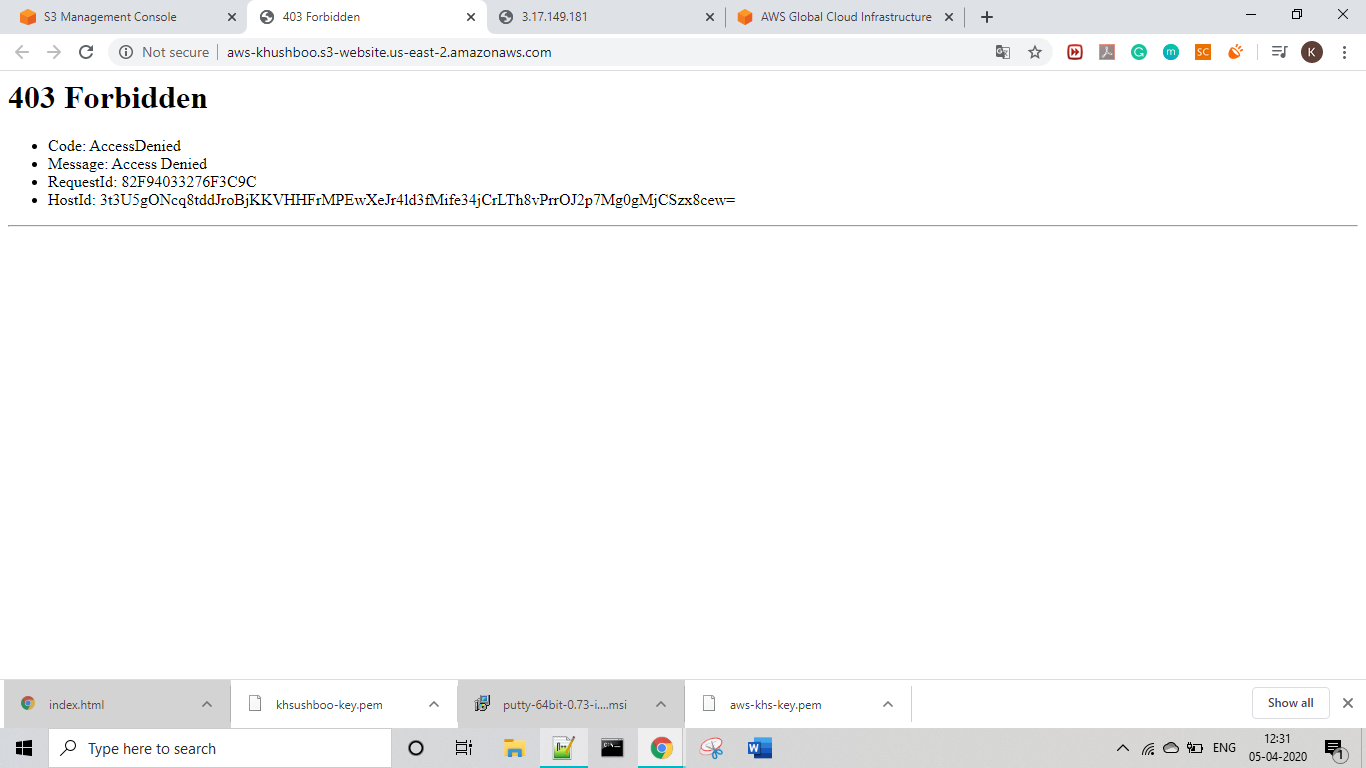 S3 Management Console
403 Forbidden
3.17.149.181
AWS Global Cloud Infrastructure
Not secure
aws-khushboo.s3-website.us-east-2.amazonaws.com
SC
K
403 Forbidden
Code: AccessDenied
Message: Access Denied
RequestId: 82F94033276F3C9C
HostId: 3t3U5gONcq8tddJroBjKKVHHFrMPEwXeJr4ld3fMife34jCrLTh8vPrrOJ2p7Mg0gMjCSzx8cew=
index.html
khsushboo-key.pem
putty-64bit-0.73-i....msi
aws-khs-key.pem
Show all
Type here to search
ENG
12:31
05-04-2020
1